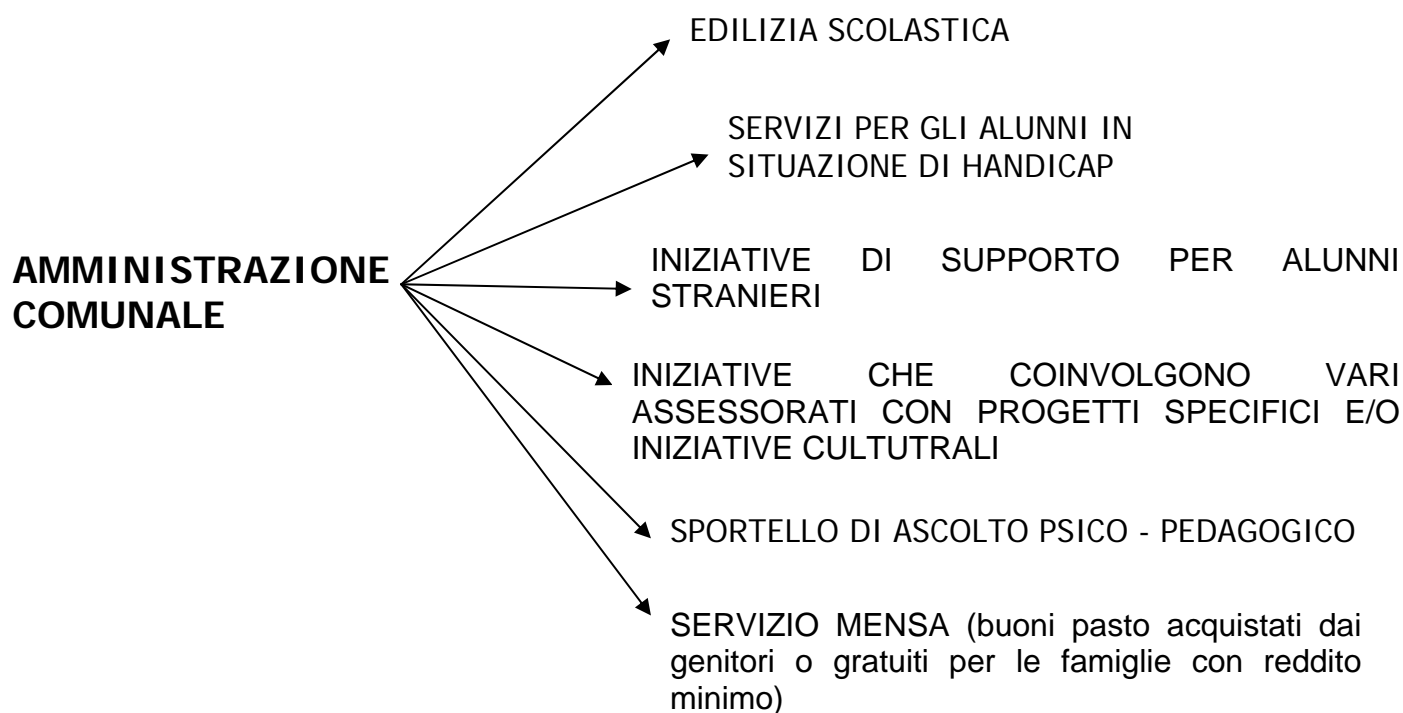 EDILIZIA SCOLASTICA
SERVIZI PER GLI ALUNNI IN
SITUAZIONE DI HANDICAP
AMMINISTRAZIONE
COMUNALE
INIZIATIVE DI SUPPORTO PER ALUNNI
STRANIERI
INIZIATIVE CHE COINVOLGONO VARI
ASSESSORATI CON PROGETTI SPECIFICI E/O
INIZIATIVE CULTUTRALI
SPORTELLO DI ASCOLTO PSICO - PEDAGOGICO
SERVIZIO MENSA (buoni pasto acquistati dai
genitori o gratuiti per le famiglie con reddito
minimo)